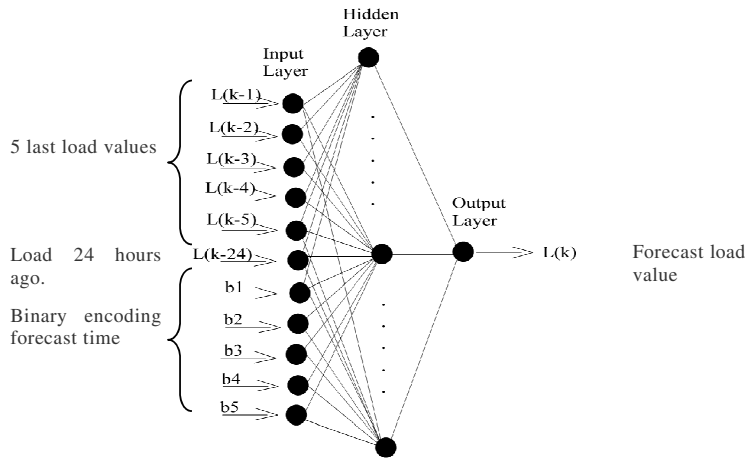 Hidden
Layer
Input
Layer
L(k-1)
L(k-2)
5 last load values
L(k-3)
L(k-4)
L(k-5)
Output
Layer
Load 24 hours
ago.
L(k-24)
L(k)
Forecast load
value
b1
Binary encoding
forecast time
b2
b3
b4
b5